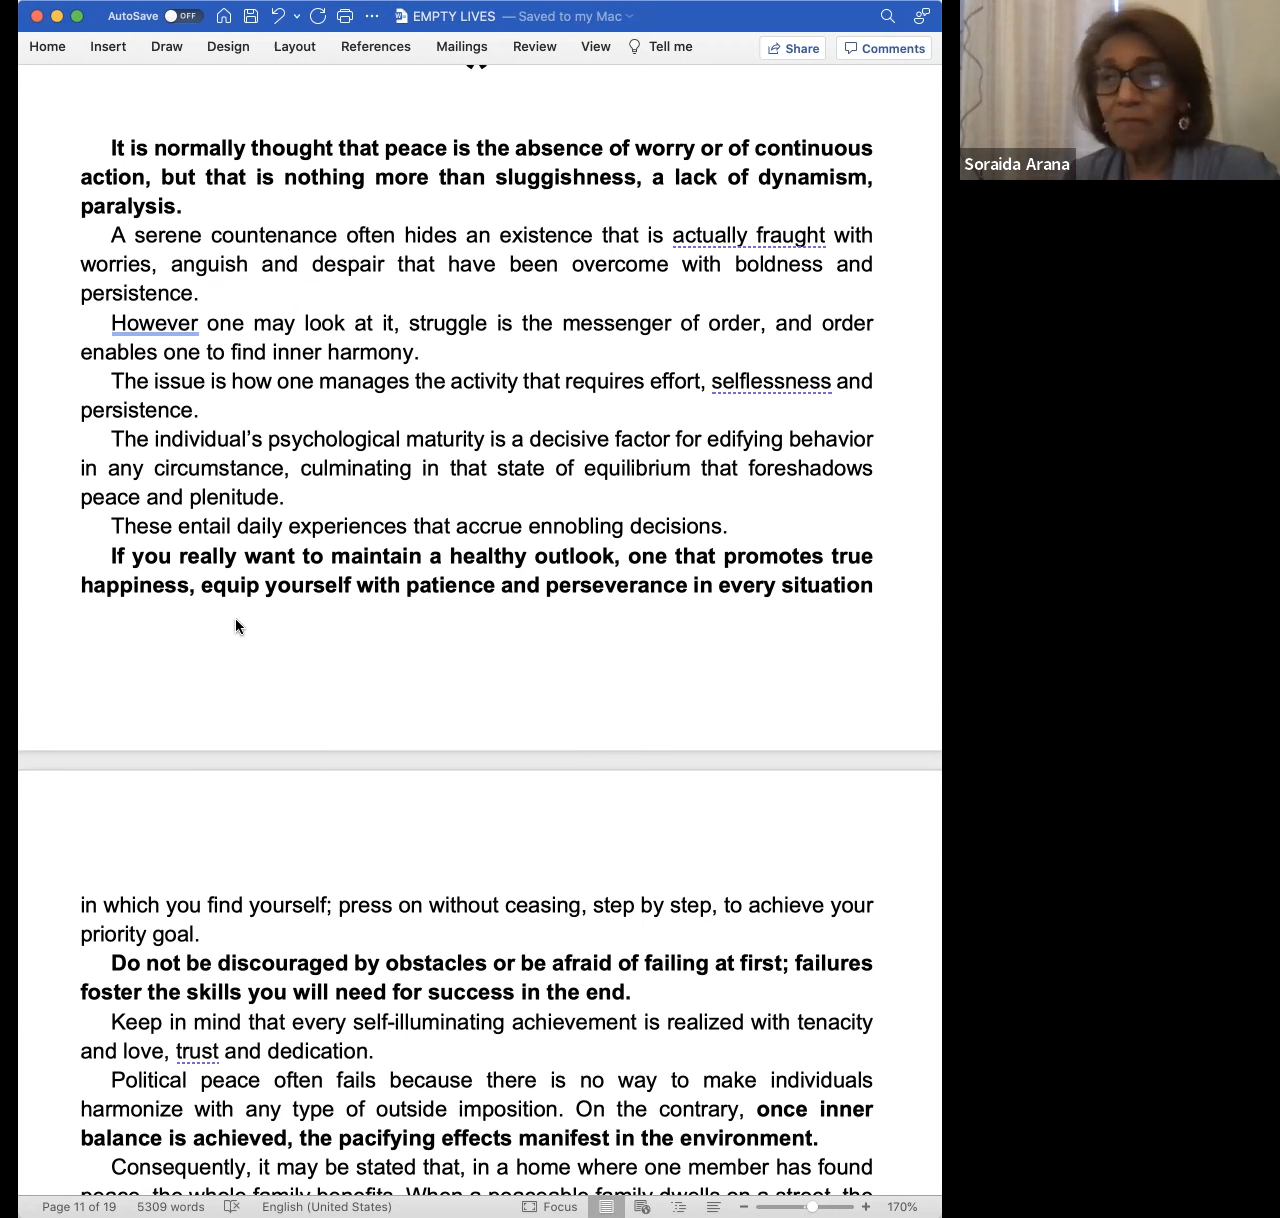 AutoSave OFF EMPTY LIVES — Saved to my Mac
Home Insert Draw Design Layout References Mailings Review View Tell me Share Comments
It is normally thought that peace is the absence of worry or of continuous
action, but that is nothing more than sluggishness, a lack of dynamism,
paralysis.
A serene countenance often hides an existence that is actually fraught with
worries, anguish and despair that have been overcome with boldness and
persistence.
However one may look at it, struggle is the messenger of order, and order
enables one to find inner harmony.
The issue is how one manages the activity that requires effort, selflessness and
persistence.
The individual's psychological maturity is a decisive factor for edifying behavior
in any circumstance, culminating in that state of equilibrium that foreshadows
peace and plenitude.
These entail daily experiences that accrue ennobling decisions.
If you really want to maintain a healthy outlook, one that promotes true
happiness, equip yourself with patience and perseverance in every situation
in which you find yourself; press on without ceasing, step by step, to achieve your
priority goal.
Do not be discouraged by obstacles or be afraid of failing at first; failures
foster the skills you will need for success in the end.
Keep in mind that every self-illuminating achievement is realized with tenacity
and love, trust and dedication.
Political peace often fails because there is no way to make individuals
harmonize with any type of outside imposition. On the contrary, once inner
balance is achieved, the pacifying effects manifest in the environment.
Consequently, it may be stated that, in a home where one member has found
peace, the whole family benefits. When a peaceable family dwells on a street, the
Page 11 of 19 5309 words English (United States) Focus 170%
Soraida Arana